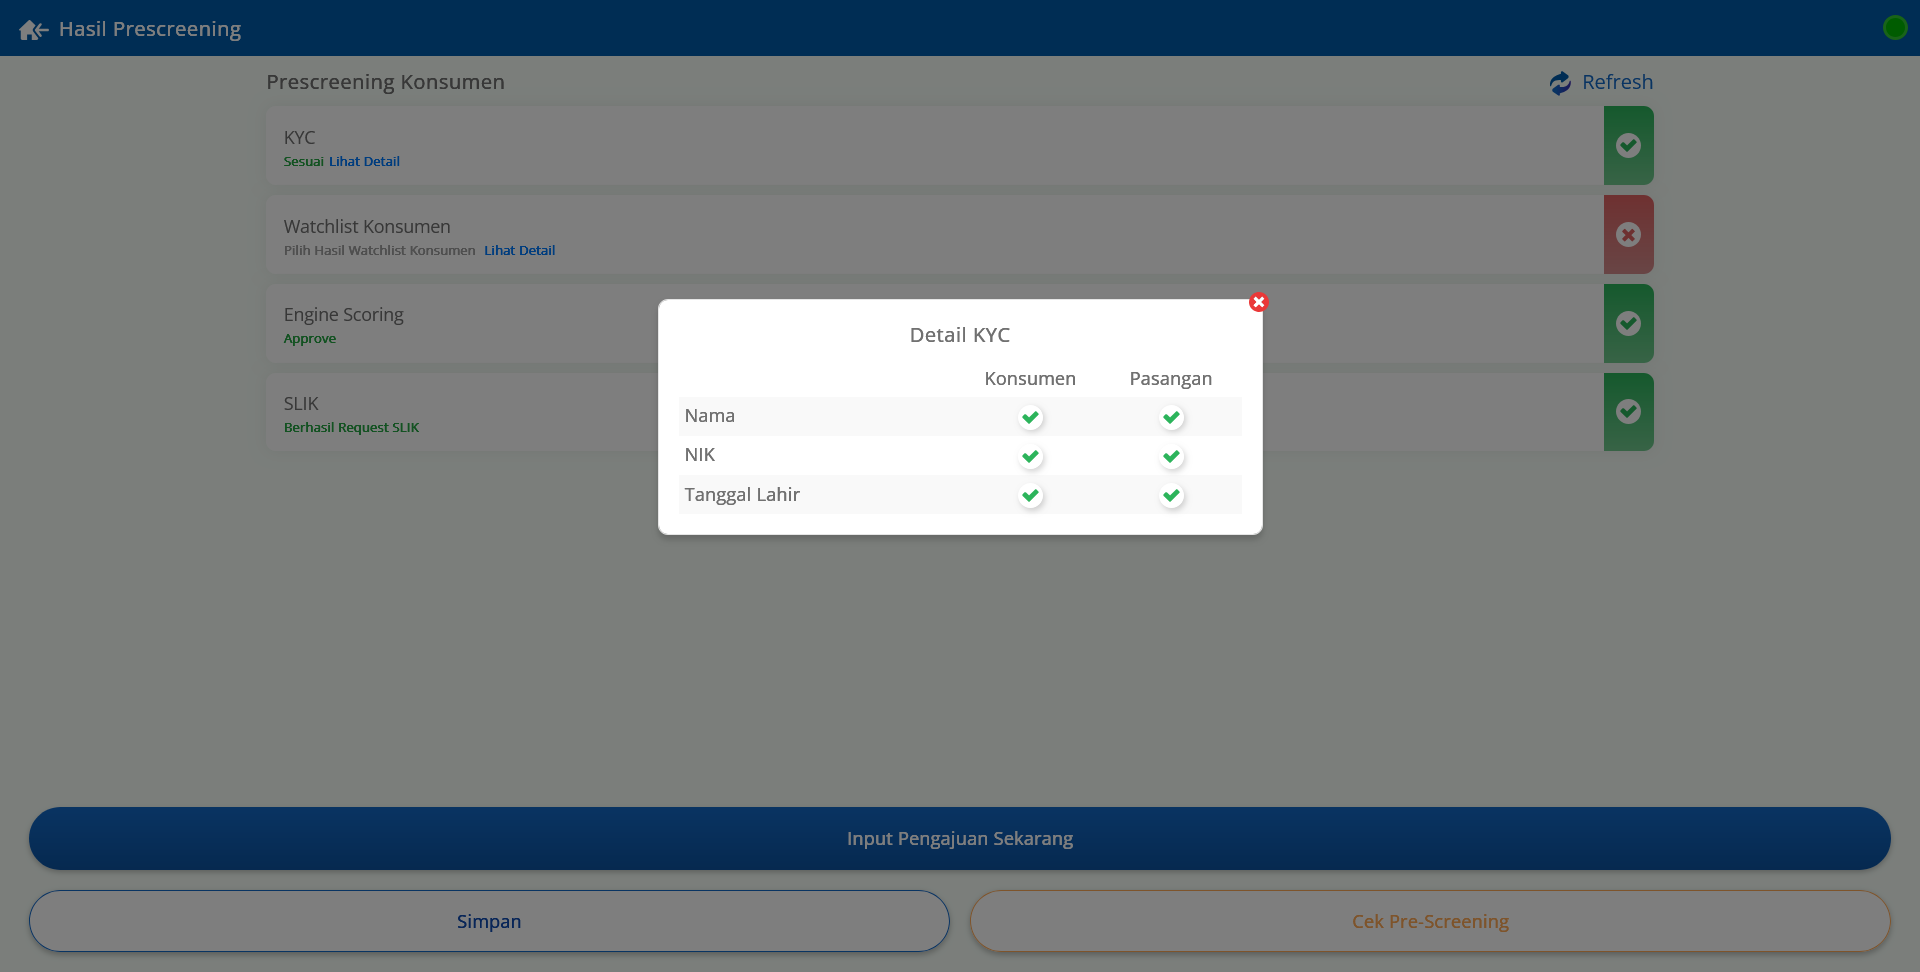 Hasil Prescreening
Prescreening Konsumen
Refresh
KYC
Sesuai Lihat Detail
Watchlist Konsumen
Pilih Hasil Watchlist Konsumen Lihat Detail
Engine Scoring
Approve
SLIK
Berhasil Request SLIK
Detail KYC
Konsumen Pasangan
Nama
NIK
Tanggal Lahir
Input Pengajuan Sekarang
Simpan
Cek Pre-Screening